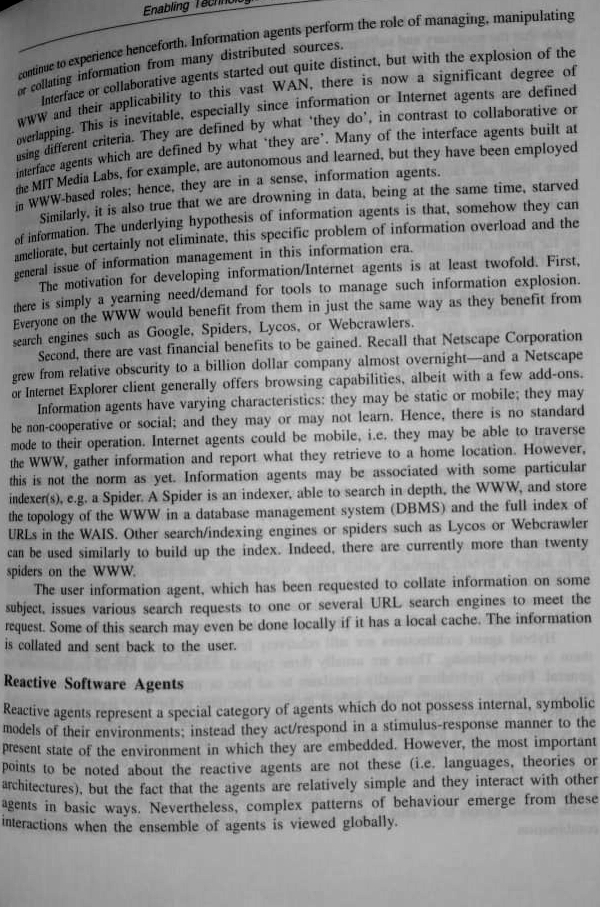 Enabling
continue to experience henceforth. Information agents perform the role of managing, manipulating
or collating information from many distributed sources.
Interface or collaborative agents started out quite distinct, but with the explosion of the
WWW and their applicability to this vast WAN, there is now a significant degree of
overlapping. This is inevitable, especially since information or Internet agents are defined
using different criteria. They are defined by what ‘they do’, in contrast to collaborative or
interface agents which are defined by what ‘they are’. Many of the interface agents built at
the MIT Media Labs, for example, are autonomous and learned, but they have been employed
in WWW-based roles; hence, they are in a sense, information agents.
Similarly, it is also true that we are drowning in data, being at the same time, starved
of information. The underlying hypothesis of information agents is that, somehow they can
ameliorate, but certainly not eliminate, this specific problem of information overload and the
general issue of information management in this information era.
The motivation for developing information/Internet agents is at least twofold. First,
there is simply a yearning need/demand for tools to manage such information explosion.
Everyone on the WWW would benefit from them in just the same way as they benefit from
search engines such as Google, Spiders, Lycos, or Webcrawlers.
Second, there are vast financial benefits to be gained. Recall that Netscape Corporation
grew from relative obscurity to a billion dollar company almost overnight—and a Netscape
or Internet Explorer client generally offers browsing capabilities, albeit with a few add-ons.
Information agents have varying characteristics: they may be static or mobile; they may
be non-cooperative or social; and they may or may not learn. Hence, there is no standard
mode to their operation. Internet agents could be mobile, i.e. they may be able to traverse
the WWW, gather information and report what they retrieve to a home location. However,
this is not the norm as yet. Information agents may be associated with some particular
indexer(s), e.g. a Spider. A Spider is an indexer, able to search in depth, the WWW, and store
the topology of the WWW in a database management system (DBMS) and the full index of
URLs in the WAIS. Other search/indexing engines or spiders such as Lycos or Webcrawler
can be used similarly to build up the index. Indeed, there are currently more than twenty
spiders on the WWW.
The user information agent, which has been requested to collate information on some
subject, issues various search requests to one or several URL search engines to meet the
request. Some of this search may even be done locally if it has a local cache. The information
is collated and sent back to the user.
Reactive Software Agents
Reactive agents represent a special category of agents which do not possess internal, symbolic
models of their environments; instead they act/respond in a stimulus-response manner to the
present state of the environment in which they are embedded. However, the most important
points to be noted about the reactive agents are not these (i.e. languages, theories or
architectures), but the fact that the agents are relatively simple and they interact with other
agents in basic ways. Nevertheless, complex patterns of behaviour emerge from these
interactions when the ensemble of agents is viewed globally.